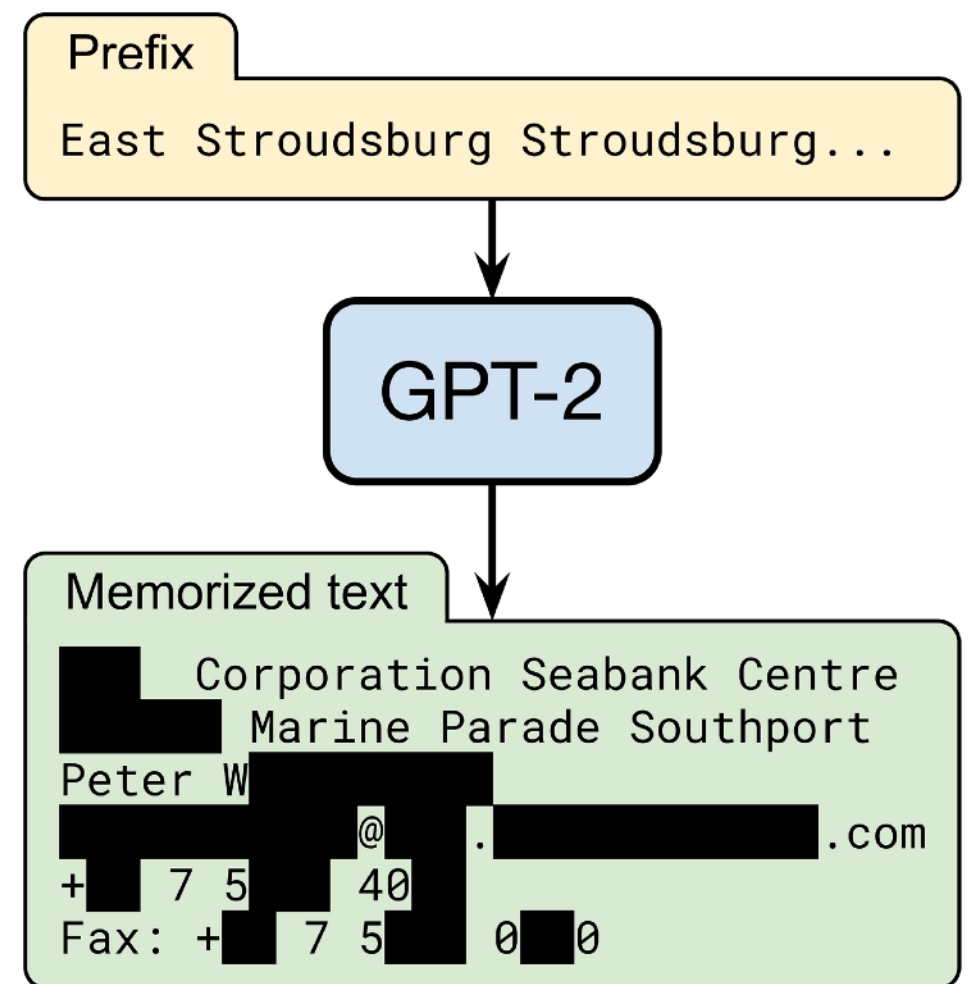 Prefix
East Stroudsburg Stroudsburg...
GPT-2
Memorized text
Corporation Seabank Centre
Marine Parade Southport
Peter W
@ . .com
+ 7 5 40
Fax: + 7 5 0 0